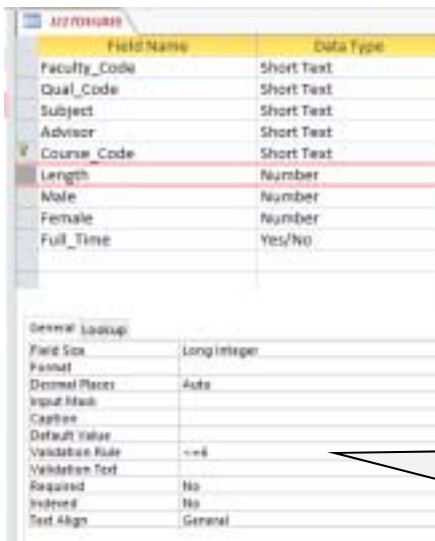 Field Name Data Type
Faculty_Code Short Text
Qual_Code Short Text
Subject Short Text
Advisor Short Text
Course_Code Short Text
Length Number
Male Number
Female Number
Full_Time Yes/No
General Lookup
Field Size Long Integer
Format
Decimal Places Auto
Input Mask
Caption
Default Value
Validation Rule <=6
Validation Text
Required No
Indexed No
Text Align General